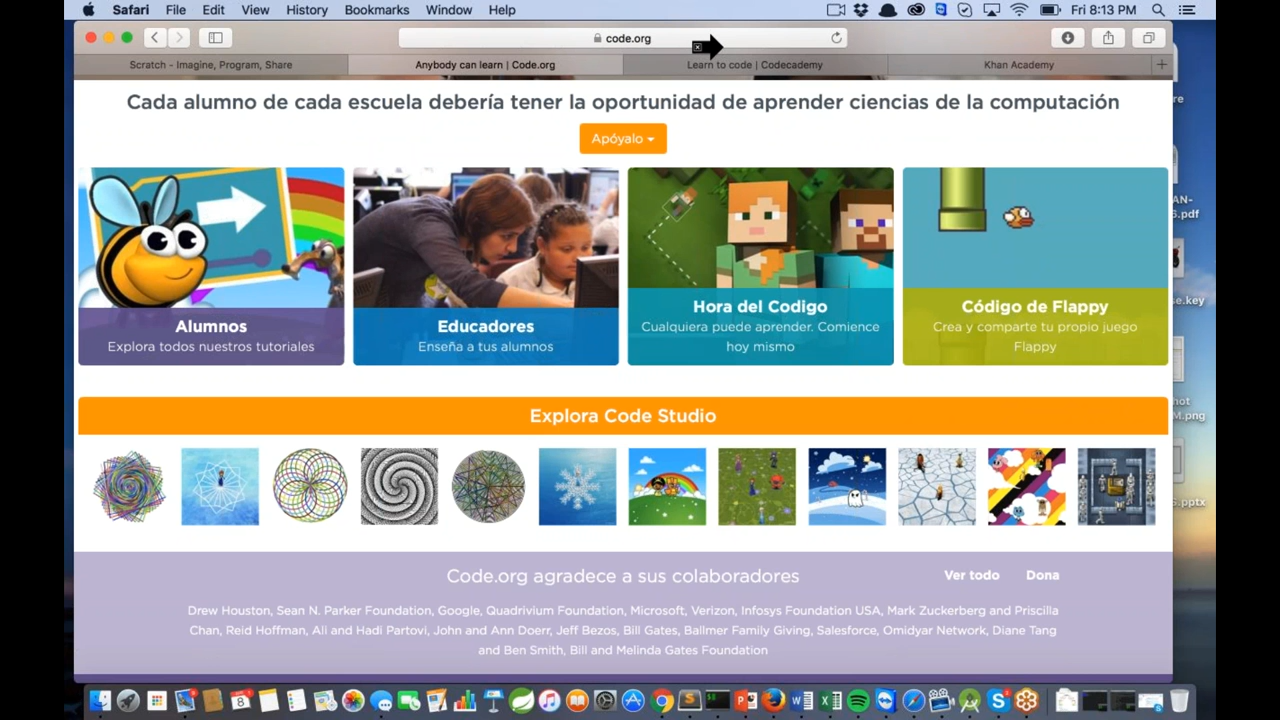 Safari File Edit View History Bookmarks Window Help Fri 8:13 PM
code.org
Scratch - Imagine, Program, Share Anybody can learn | Code.org Learn to code | Codecademy Khan Academy
Cada alumno de cada escuela debería tener la oportunidad de aprender ciencias de la computación
Apóyalo
Alumnos
Explora todos nuestros tutoriales
Educadores
Enseña a tus alumnos
Hora del Codigo
Cualquiera puede aprender. Comience
hoy mismo
Código de Flappy
Crea y comparte tu propio juego
Flappy
Explora Code Studio
Code.org agradece a sus colaboradores
Ver todo Dona
Drew Houston, Sean N. Parker Foundation, Google, Quadrivium Foundation, Microsoft, Verizon, Infosys Foundation USA, Mark Zuckerberg and Priscilla
Chan, Reid Hoffman, Ali and Hadi Partovi, John and Ann Doerr, Jeff Bezos, Bill Gates, Ballmer Family Giving, Salesforce, Omidyar Network, Diane Tang
and Ben Smith, Bill and Melinda Gates Foundation